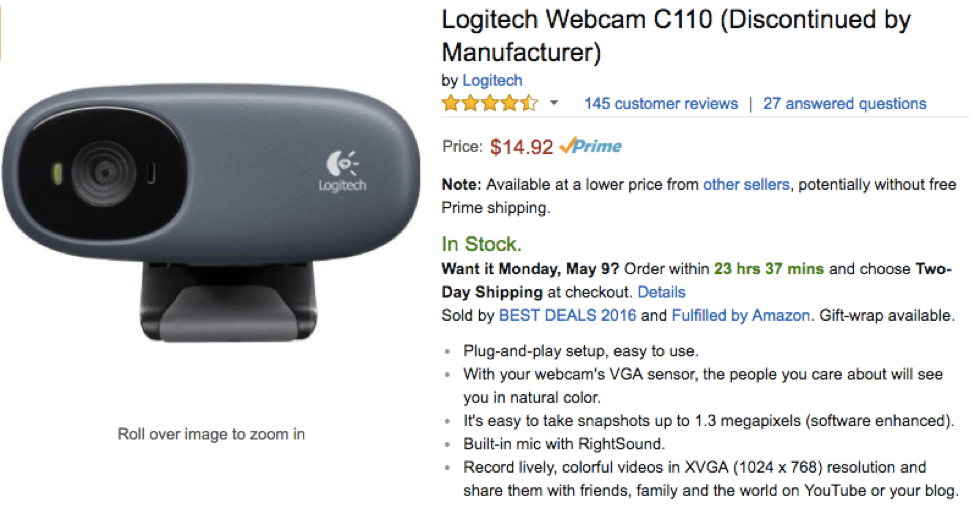 Logitech Webcam C110 (Discontinued by
Manufacturer)
by Logitech
145 customer reviews | 27 answered questions
Price: $14.92 Prime
Note: Available at a lower price from other sellers, potentially without free
Prime shipping.
In Stock.
Want it Monday, May 9? Order within 23 hrs 37 mins and choose Two-
Day Shipping at checkout. Details
Sold by BEST DEALS 2016 and Fulfilled by Amazon. Gift-wrap available.
• Plug-and-play setup, easy to use.
• With your webcam's VGA sensor, the people you care about will see
you in natural color.
• It's easy to take snapshots up to 1.3 megapixels (software enhanced).
• Built-in mic with RightSound.
• Record lively, colorful videos in XVGA (1024 x 768) resolution and
share them with friends, family and the world on YouTube or your blog.
Logitech
Roll over image to zoom in